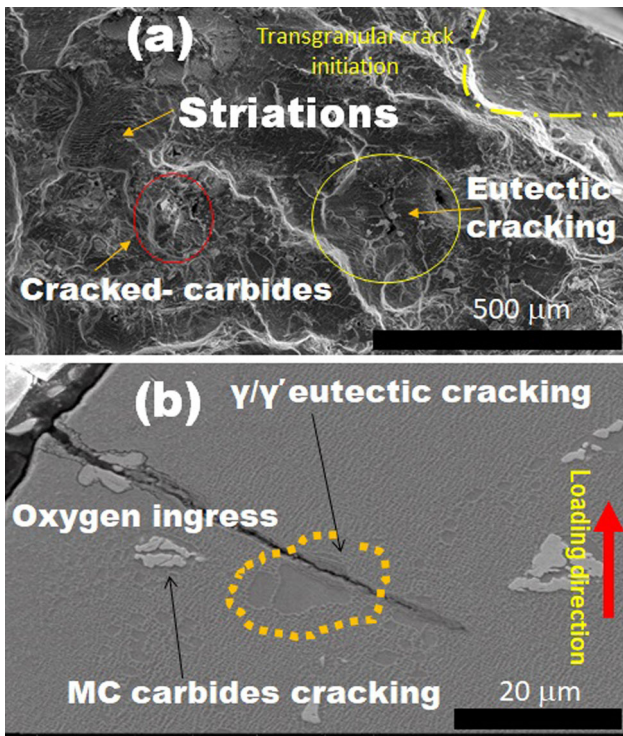 (a)
Transgranular crack
initiation
Striations
Eutectic-
cracking
Cracked- carbides
500 μm
(b)
γ/γ′eutectic cracking
Oxygen ingress
Loading direction
MC carbides cracking
20 μm